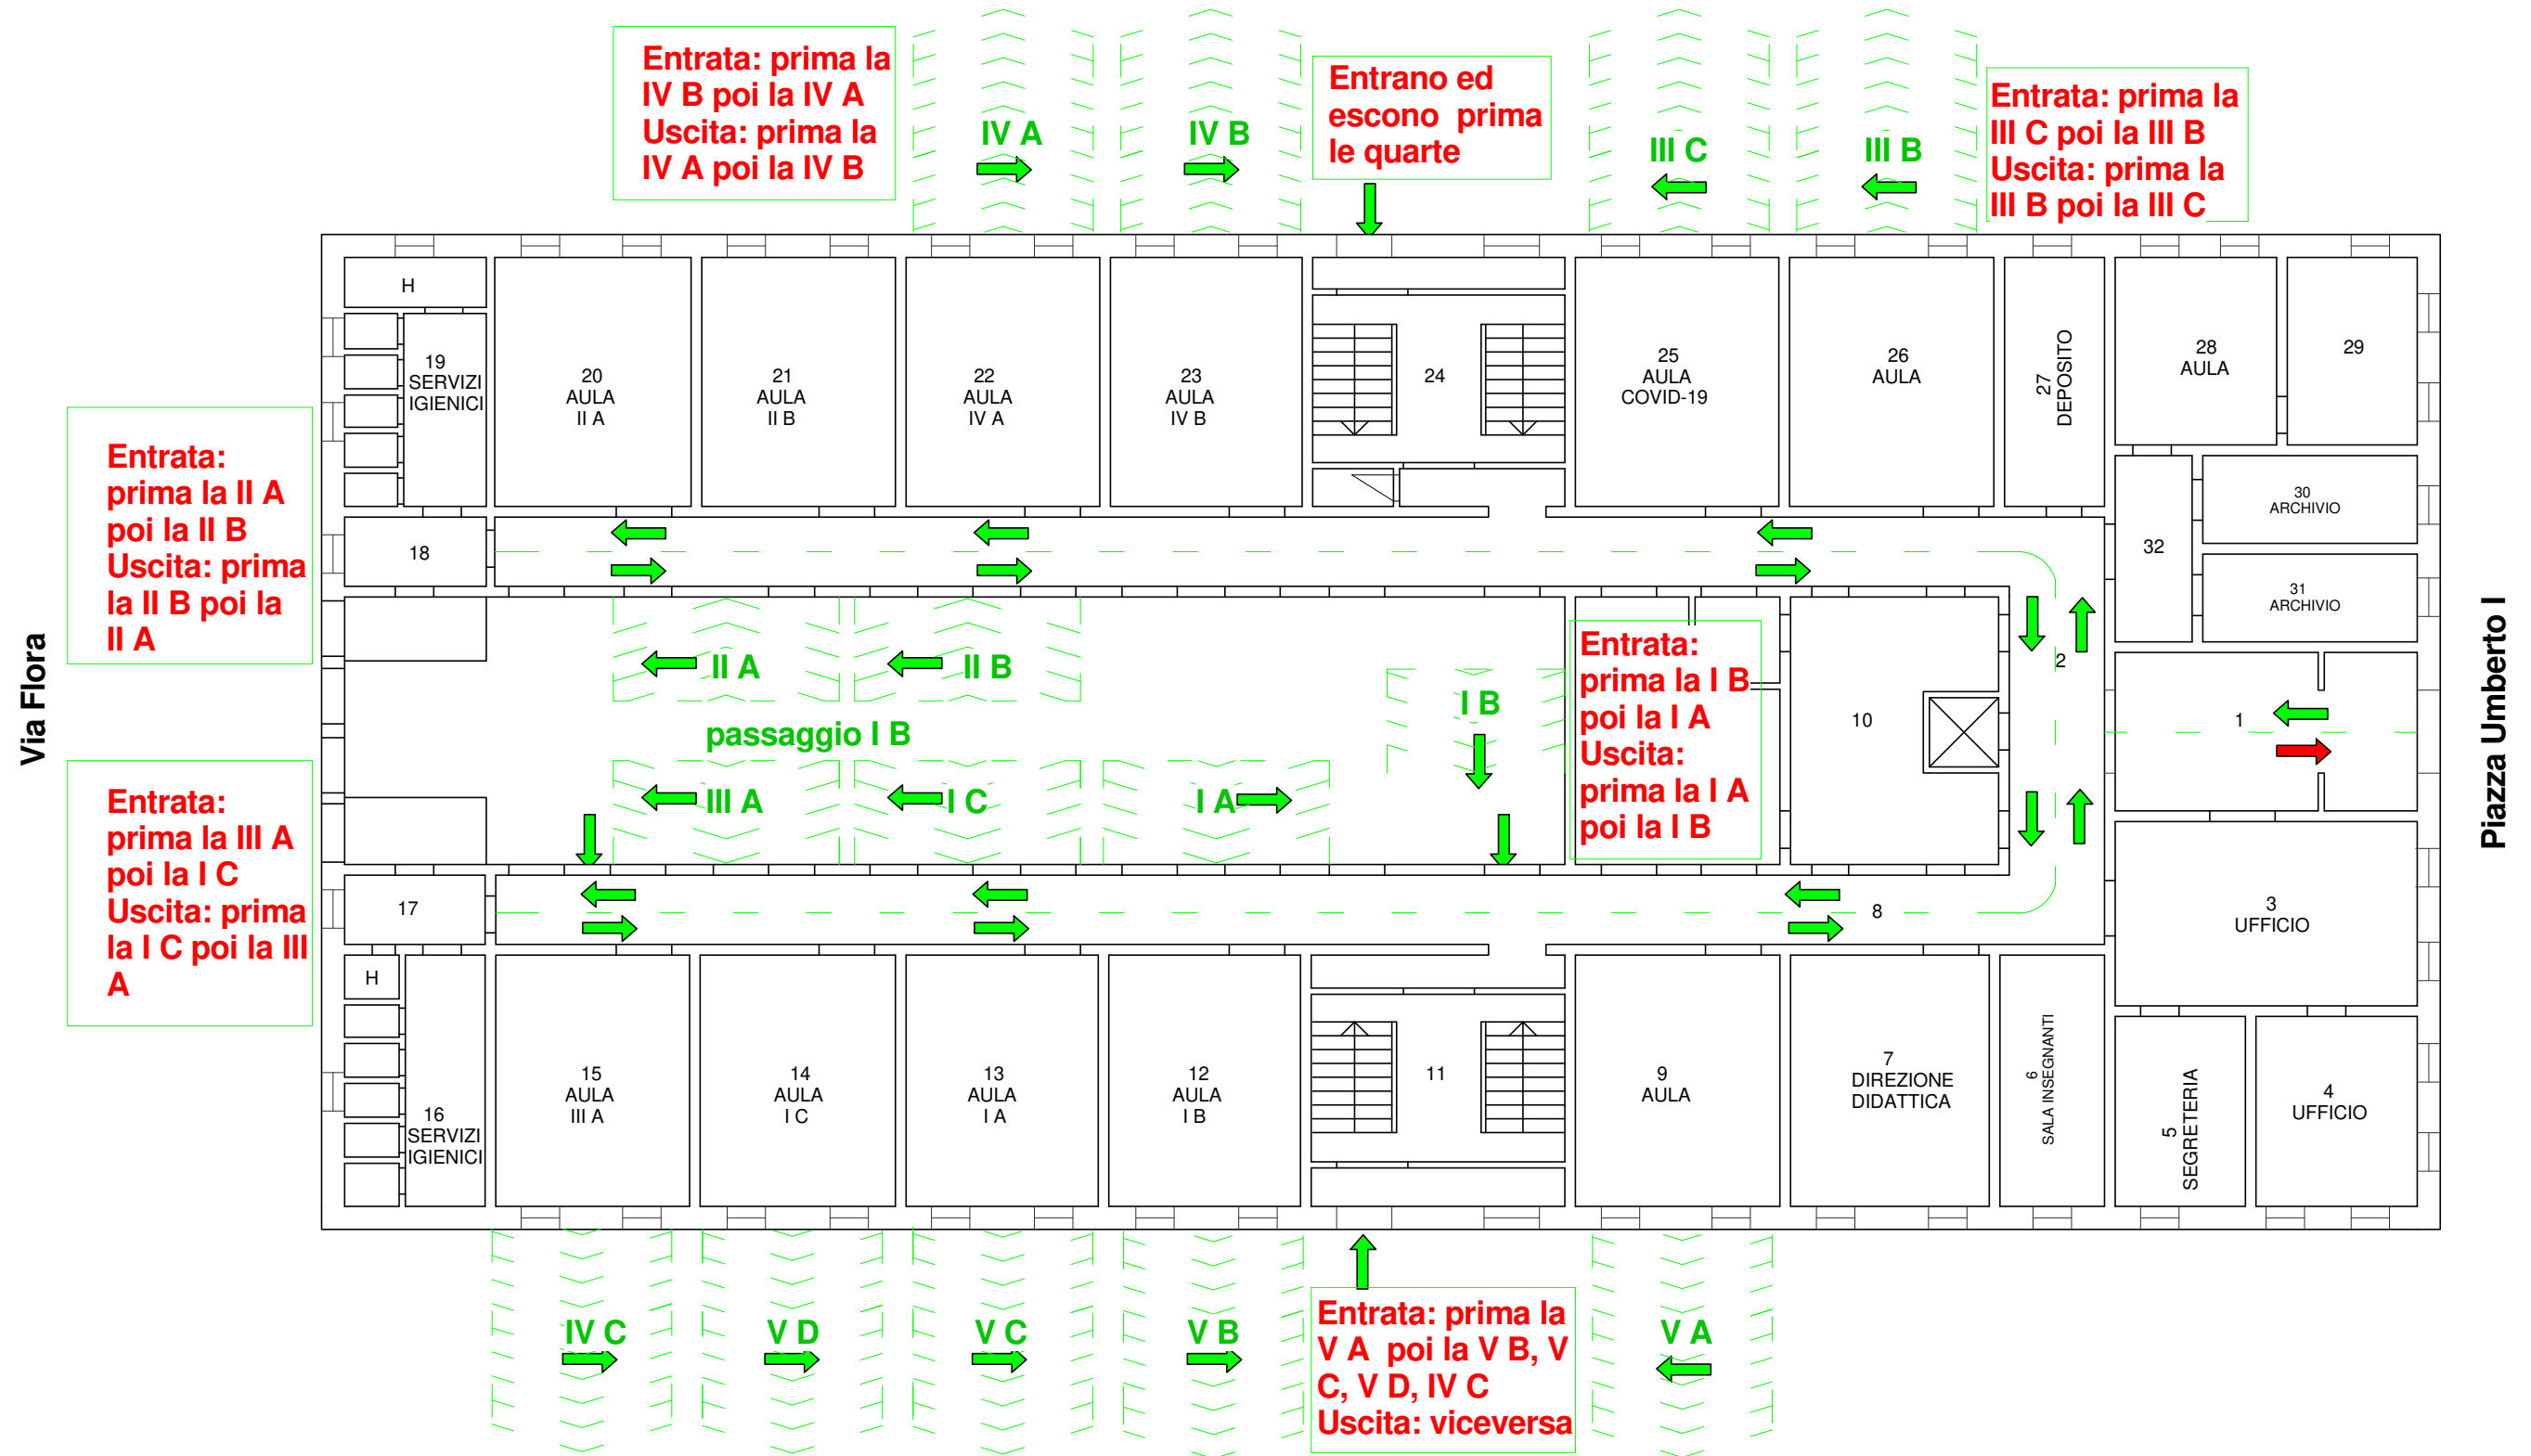 Entrata: prima la
IV B poi la IV A
Uscita: prima la
IV A poi la IV B
IV A
IV B
Entrano ed
escono prima
le quarte
III C
III B
Entrata: prima la
III C poi la III B
Uscita: prima la
III B poi la III C
H
19
SERVIZI
IGIENICI
20
AULA
II A
21
AULA
II B
22
AULA
IV A
23
AULA
IV B
24
25
AULA
COVID-19
26
AULA
27
DEPOSITO
28
AULA
29
30
ARCHIVIO
31
ARCHIVIO
32
18
Entrata:
prima la II A
poi la II B
Uscita: prima
la II B poi la
II A
Via Flora
II A
II B
passaggio I B
I B
III A
I C
I A
Entrata:
prima la I B
poi la I A
Uscita:
prima la I A
poi la I B
10
2
1
Piazza Umberto I
Entrata:
prima la III A
poi la I C
Uscita: prima
la I C poi la III
A
17
8
3
UFFICIO
H
16
SERVIZI
IGIENICI
15
AULA
III A
14
AULA
I C
13
AULA
I A
12
AULA
I B
11
9
AULA
7
DIREZIONE
DIDATTICA
6
SALA INSEGNANTI
5
SEGRETERIA
4
UFFICIO
IV C
V D
V C
V B
Entrata: prima la
V A poi la V B, V
C, V D, IV C
Uscita: viceversa
V A